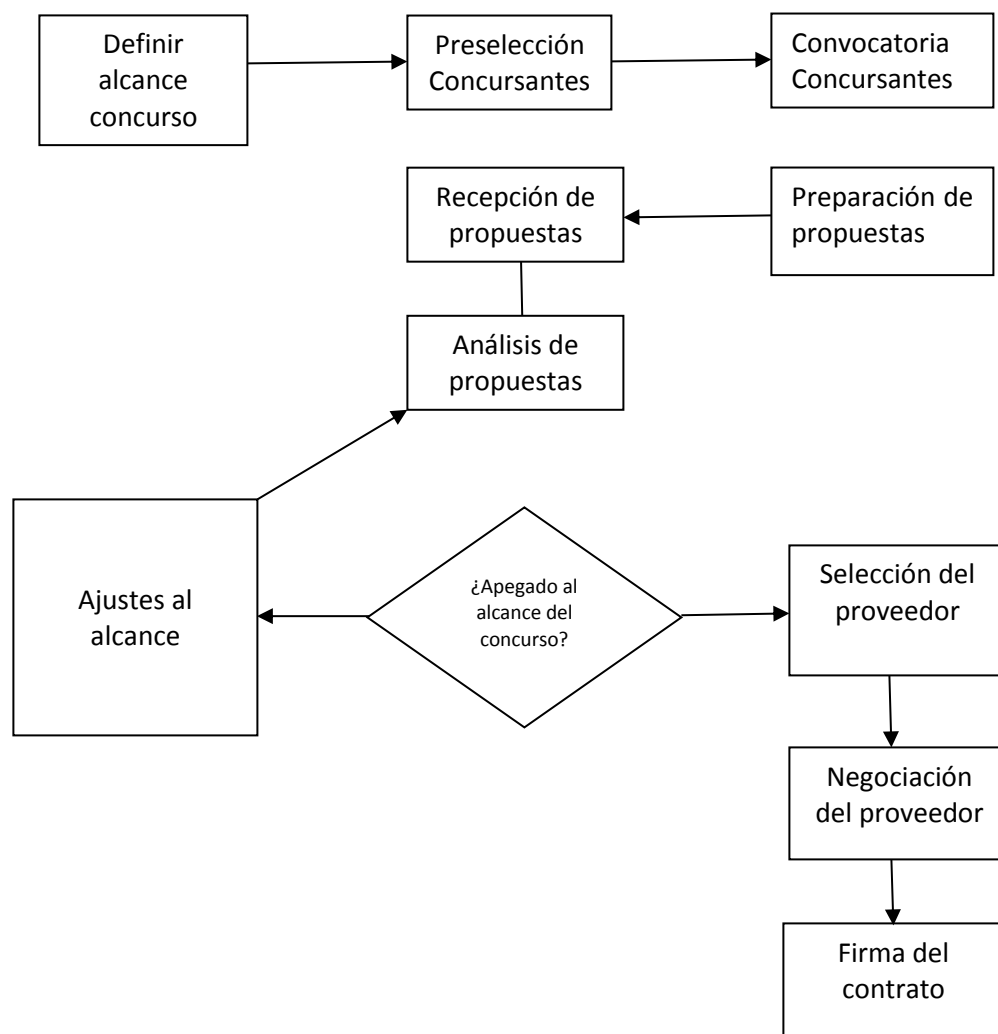 Definir
alcance
concurso
Preselección
Concursantes
Convocatoria
Concursantes
Recepción de
propuestas
Preparación de
propuestas
Análisis de
propuestas
Ajustes al
alcance
¿Apegado al
alcance del
concurso?
Selección del
proveedor
Negociación
del proveedor
Firma del
contrato